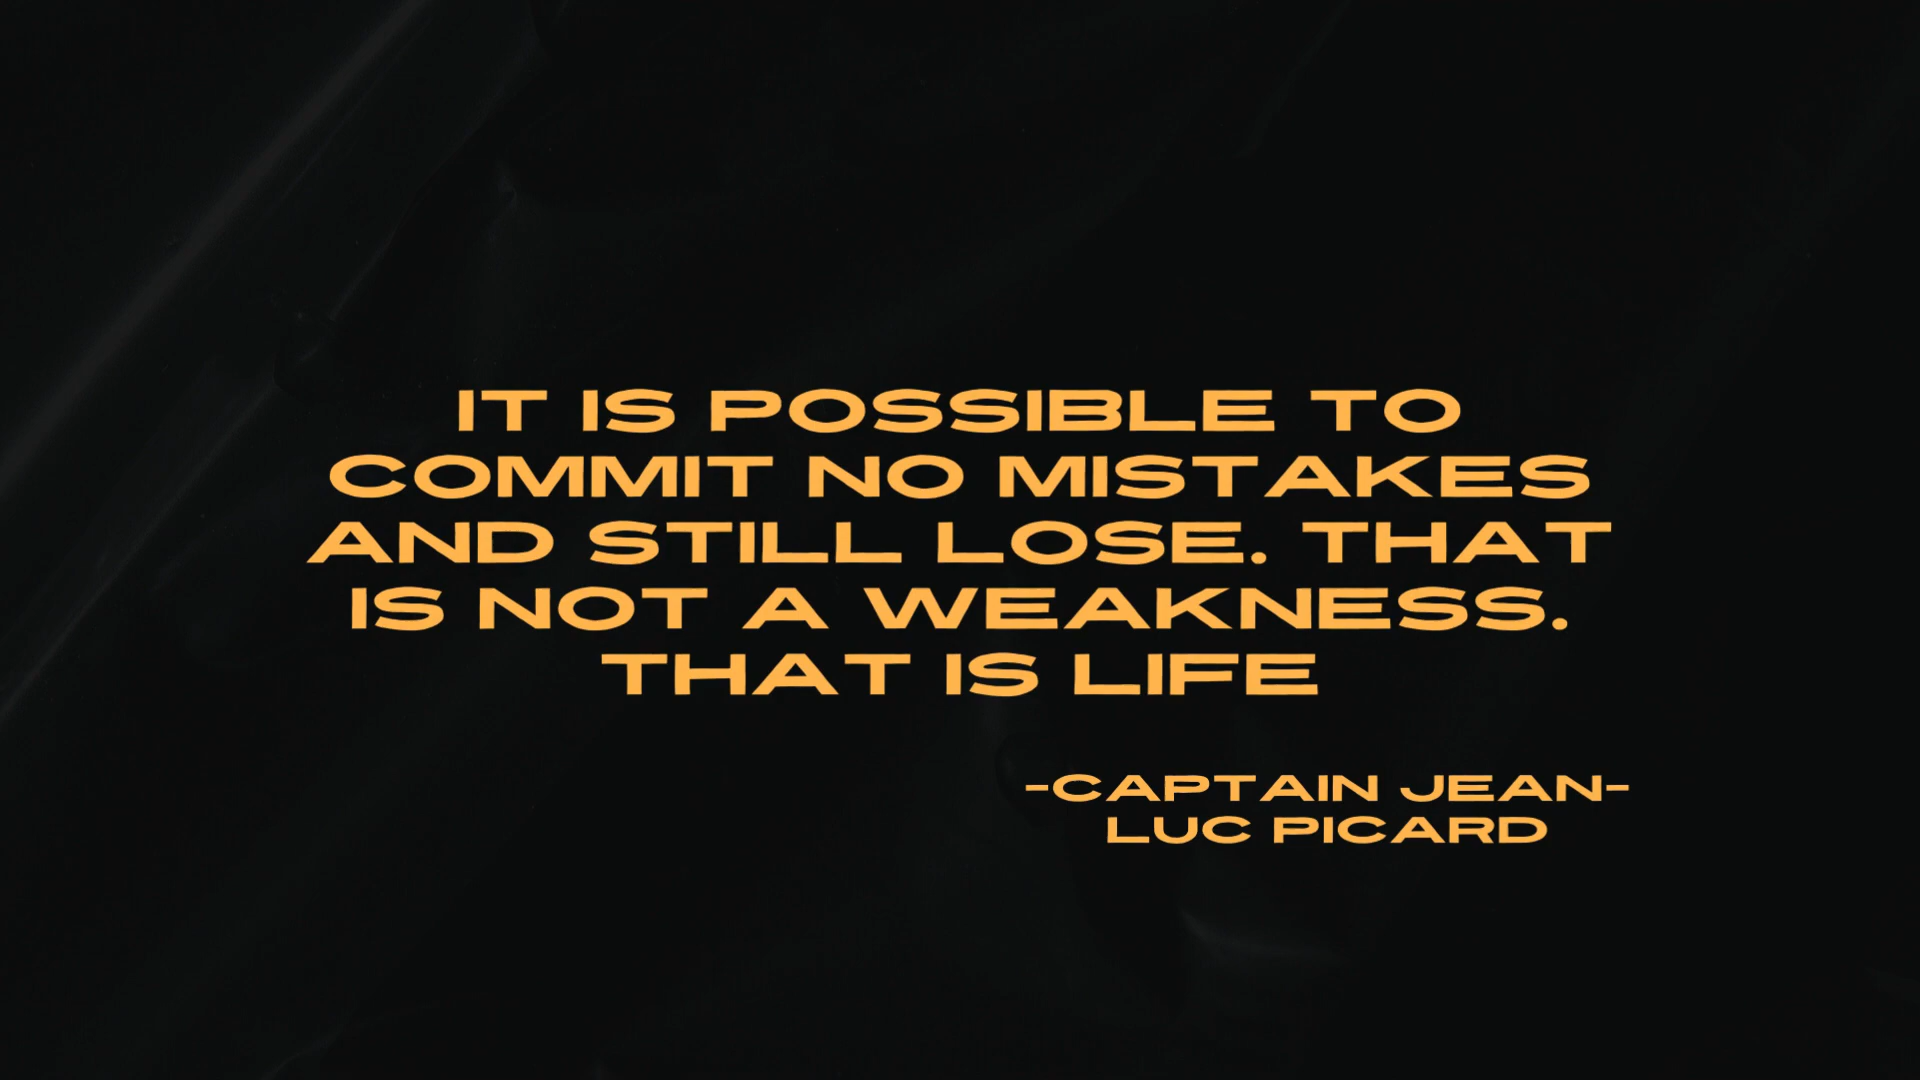 IT IS POSSIBLE TO
COMMIT NO MISTAKES
AND STILL LOSE. THAT
IS NOT A WEAKNESS.
THAT IS LIFE
-CAPTAIN JEAN-
LUC PICARD